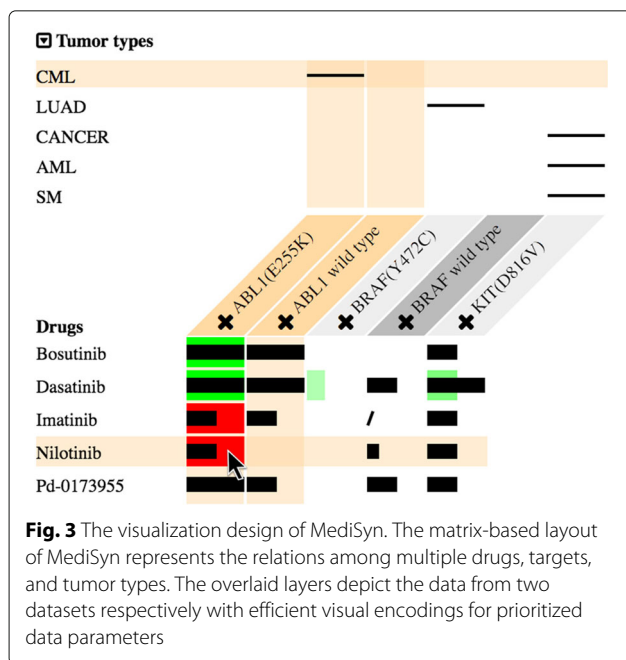 Tumor types
CML
LUAD
CANCER
AML
SM
ABL1(E255K)
ABL1 wild type
BRAF(Y472C)
BRAF wild type
KIT(D816V)
Drugs
Bosutinib
Dasatinib
Imatinib
Nilotinib
Pd-0173955
Fig. 3 The visualization design of MediSyn. The matrix-based layout
of MediSyn represents the relations among multiple drugs, targets,
and tumor types. The overlaid layers depict the data from two
datasets respectively with efficient visual encodings for prioritized
data parameters